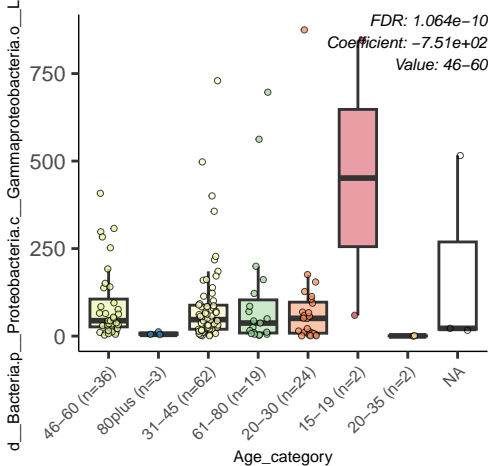 d__Bacteria.p__Proteobacteria.c__Gammaproteobacteria.o__L
FDR: 1.064e−10
Coefficient: −7.51e+02
Value: 46-60
750
500
250
0
46−60 (n=36)
80plus (n=3)
31−45 (n=62)
61−80 (n=19)
20−30 (n=24)
15−19 (n=2)
20−35 (n=2)
NA
Age_category